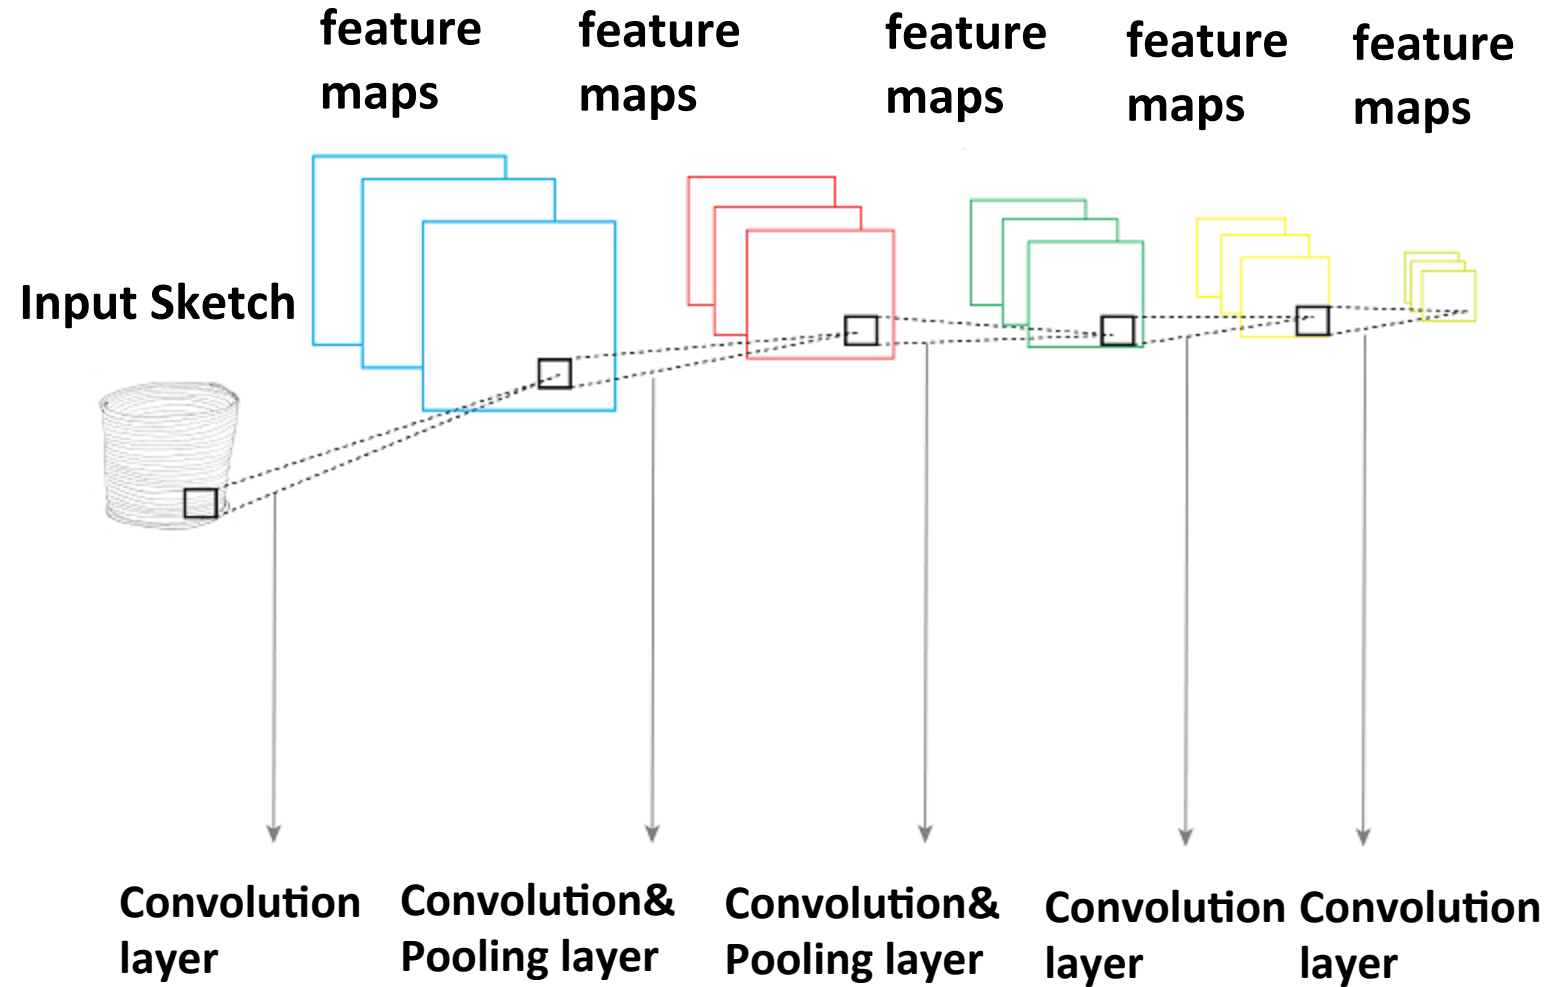 feature
maps
feature
maps
feature
maps
feature
maps
feature
maps
Input Sketch
Convolution
layer
Convolution&
Pooling layer
Convolution&
Pooling layer
Convolution
layer
Convolution
layer